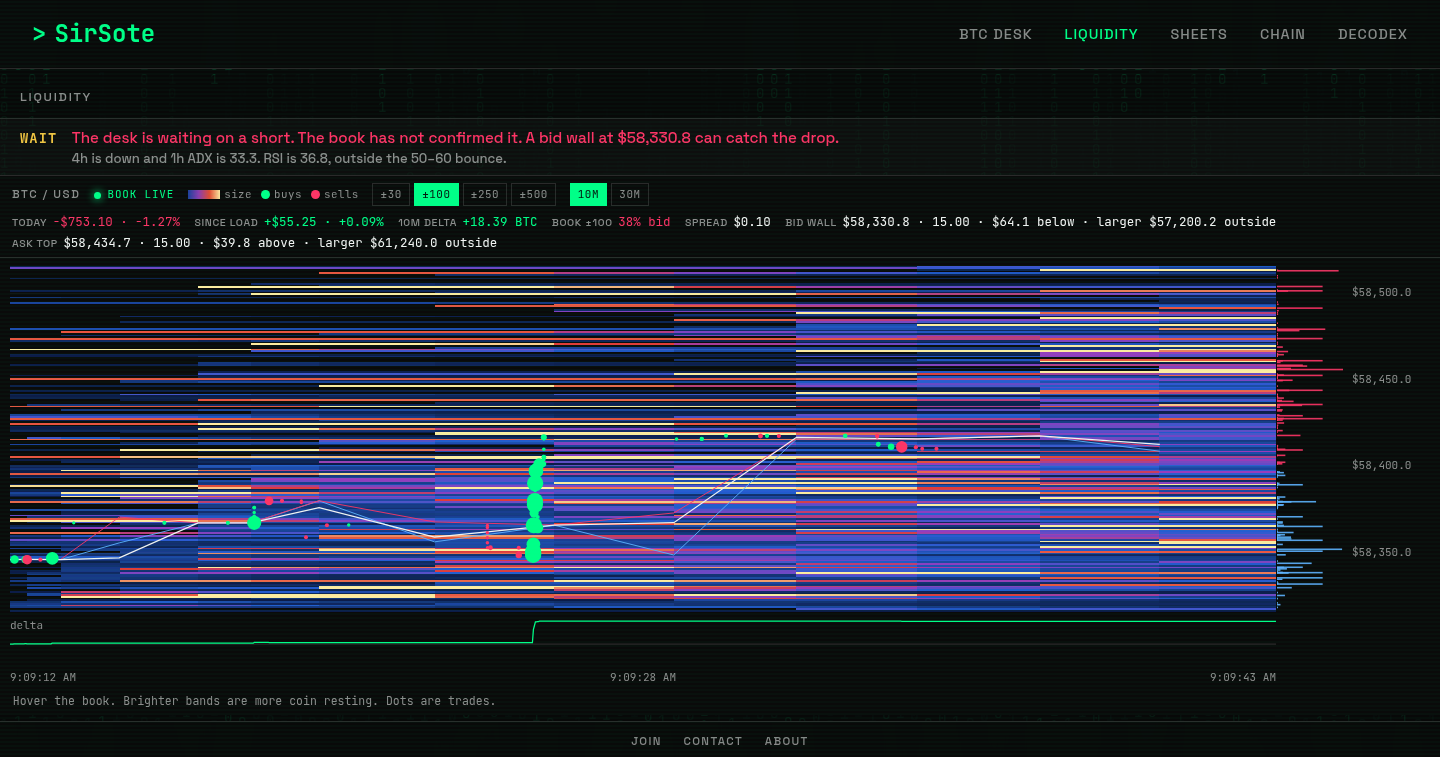 > SirSote
BTC DESK LIQUIDITY SHEETS CHAIN DECODEX
LIQUIDITY
WAIT The desk is waiting on a short. The book has not confirmed it. A bid wall at $58,330.8 can catch the drop.
4h is down and 1h ADX is 33.3. RSI is 36.8, outside the 50–60 bounce.
BTC / USD BOOK LIVE size buys sells ±30 ±100 ±250 ±500 10M 30M
TODAY -$753.10 · -1.27% SINCE LOAD +$55.25 · +0.09% 10M DELTA +18.39 BTC BOOK ±100 38% bid SPREAD $0.10 BID WALL $58,330.8 · 15.00 · $64.1 below · larger $57,200.2 outside
ASK TOP $58,434.7 · 15.00 · $39.8 above · larger $61,240.0 outside
$58,500.0
$58,450.0
$58,400.0
$58,350.0
delta
9:09:12 AM 9:09:28 AM 9:09:43 AM
Hover the book. Brighter bands are more coin resting. Dots are trades.
JOIN CONTACT ABOUT